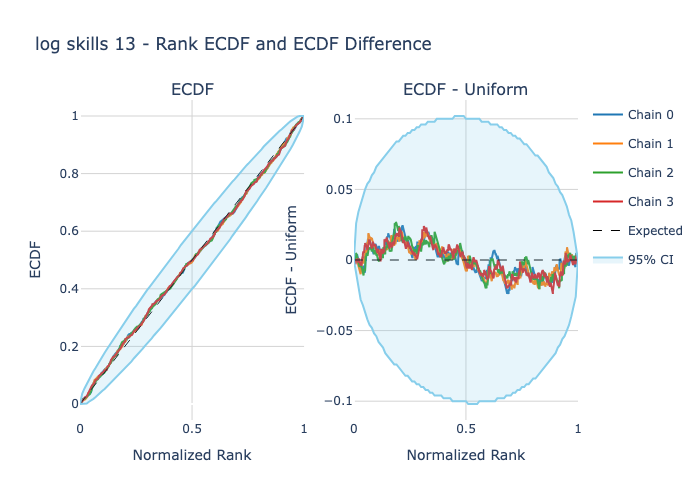 log skills 13 - Rank ECDF and ECDF Difference
ECDF
ECDF - Uniform
1
0.8
0.6
0.4
0.2
0
0
0.5
1
ECDF
Normalized Rank
0.1
0.05
0
−0.05
−0.1
0
0.5
1
ECDF - Uniform
Normalized Rank
Chain 0
Chain 1
Chain 2
Chain 3
Expected
95% CI